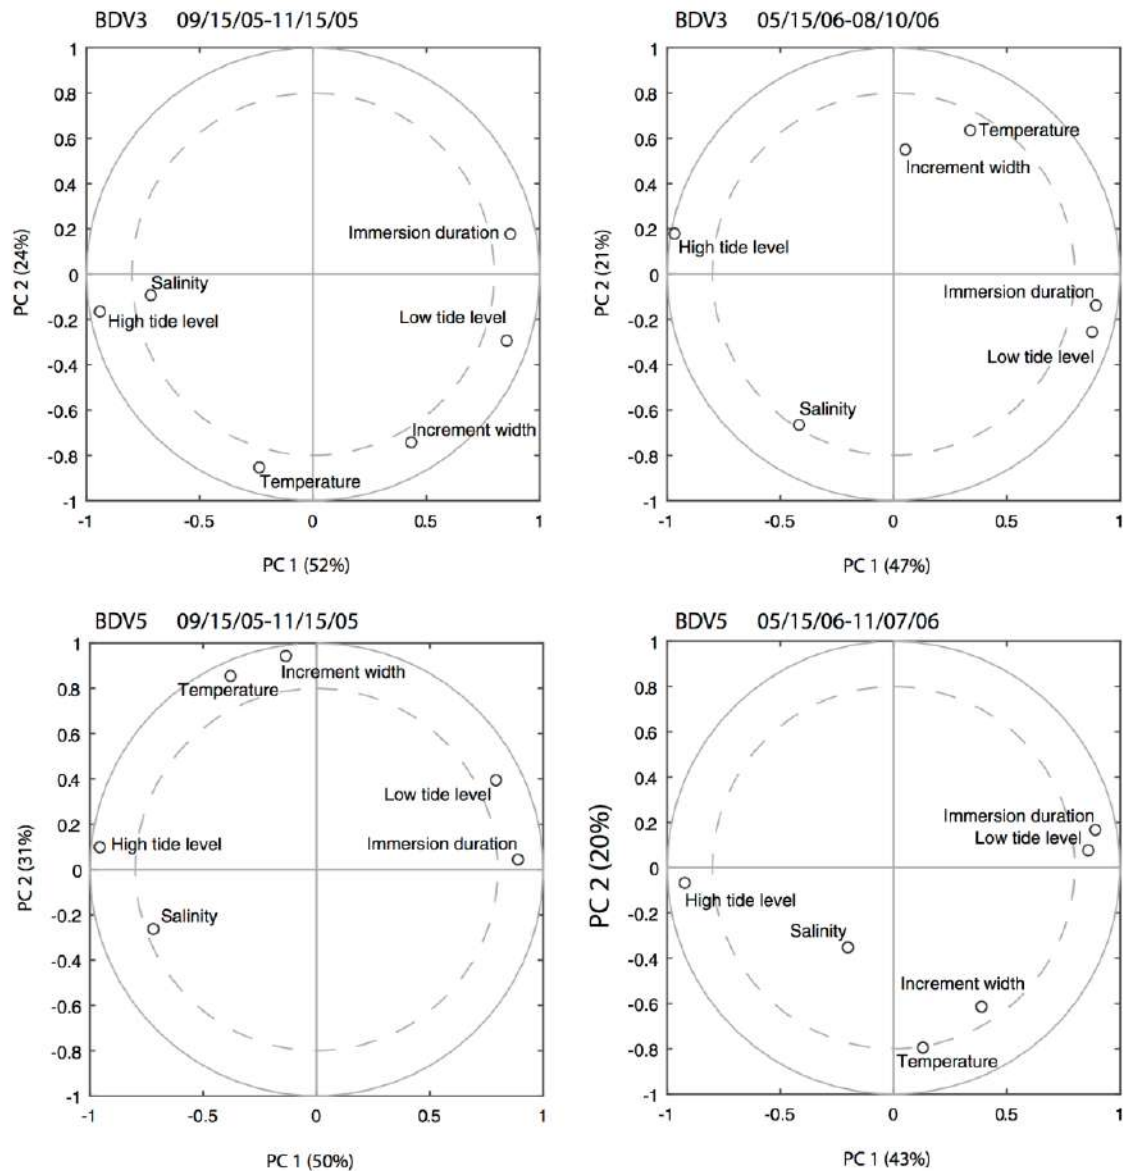 BDV3 09/15/05-11/15/05
1
0.8
0.6
0.4
0.2
0
-0.2
-0.4
-0.6
-0.8
-1
PC 2 (24%)
Immersion duration
Salinity
High tide level
Low tide level
Increment width
Temperature
-1 -0.5 0 0.5 1
PC 1 (52%)
BDV3 05/15/06-08/10/06
1
0.8
0.6
0.4
0.2
0
-0.2
-0.4
-0.6
-0.8
-1
PC 2 (21%)
Temperature
Increment width
High tide level
Immersion duration
Low tide level
Salinity
-1 -0.5 0 0.5 1
PC 1 (47%)
BDV5 09/15/05-11/15/05
1
0.8
0.6
0.4
0.2
0
-0.2
-0.4
-0.6
-0.8
-1
PC 2 (31%)
Increment width
Temperature
Low tide level
High tide level
Immersion duration
Salinity
-1 -0.5 0 0.5 1
PC 1 (50%)
BDV5 05/15/06-11/07/06
1
0.8
0.6
0.4
0.2
0
-0.2
-0.4
-0.6
-0.8
-1
PC 2 (20%)
Immersion duration
Low tide level
High tide level
Salinity
Increment width
Temperature
-1 -0.5 0 0.5 1
PC 1 (43%)